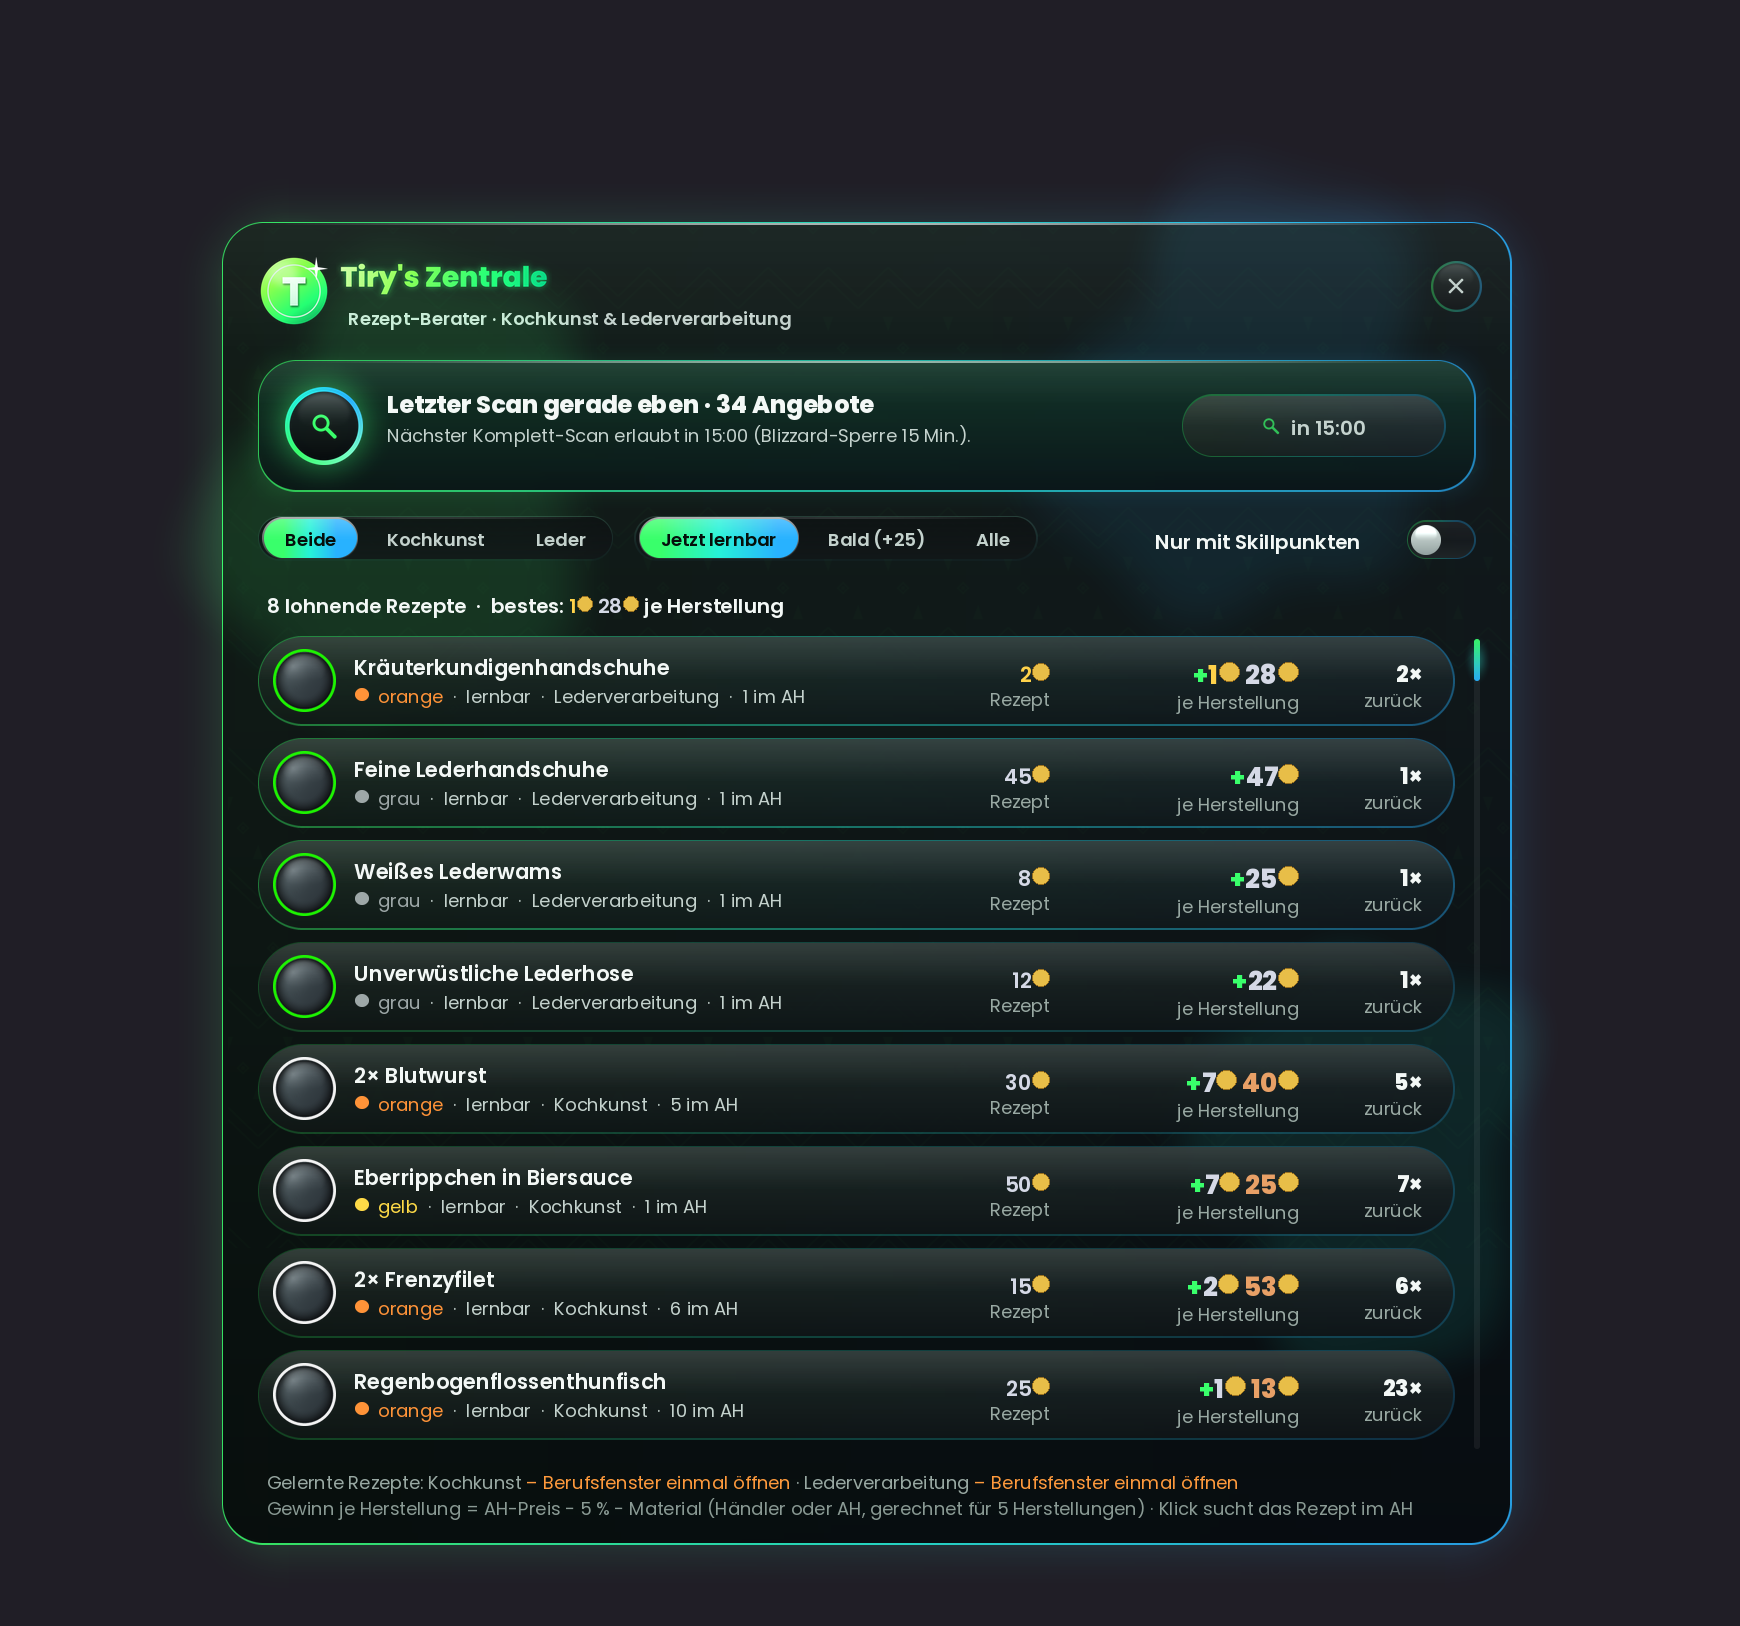 T
Tiry's Zentrale
Rezept-Berater · Kochkunst & Lederverarbeitung
Letzter Scan gerade eben · 34 Angebote
Nächster Komplett-Scan erlaubt in 15:00 (Blizzard-Sperre 15 Min.).
in 15:00
Beide Kochkunst Leder Jetzt lernbar Bald (+25) Alle Nur mit Skillpunkten
8 lohnende Rezepte · bestes: 1 28 je Herstellung
Kräuterkundigenhandschuhe 2 +1 28 2×
orange · lernbar · Lederverarbeitung · 1 im AH Rezept je Herstellung zurück
Feine Lederhandschuhe 45 +47 1×
grau · lernbar · Lederverarbeitung · 1 im AH Rezept je Herstellung zurück
Weißes Lederwams 8 +25 1×
grau · lernbar · Lederverarbeitung · 1 im AH Rezept je Herstellung zurück
Unverwüstliche Lederhose 12 +22 1×
grau · lernbar · Lederverarbeitung · 1 im AH Rezept je Herstellung zurück
2× Blutwurst 30 +7 40 5×
orange · lernbar · Kochkunst · 5 im AH Rezept je Herstellung zurück
Eberrippchen in Biersauce 50 +7 25 7×
gelb · lernbar · Kochkunst · 1 im AH Rezept je Herstellung zurück
2× Frenzyfilet 15 +2 53 6×
orange · lernbar · Kochkunst · 6 im AH Rezept je Herstellung zurück
Regenbogenflossenthunfisch 25 +1 13 23×
orange · lernbar · Kochkunst · 10 im AH Rezept je Herstellung zurück
Gelernte Rezepte: Kochkunst – Berufsfenster einmal öffnen · Lederverarbeitung – Berufsfenster einmal öffnen
Gewinn je Herstellung = AH-Preis - 5 % - Material (Händler oder AH, gerechnet für 5 Herstellungen) · Klick sucht das Rezept im AH